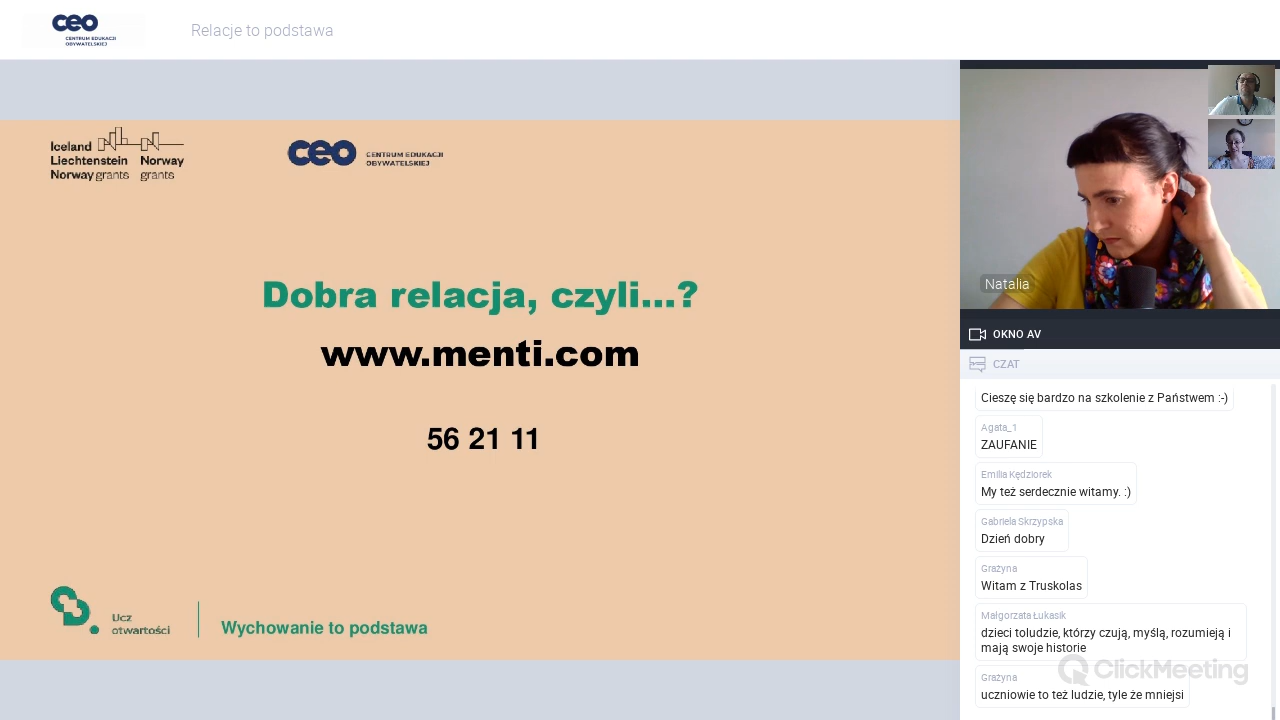 ceo
CENTRUM EDUKACJI
OBYWATELSKIEJ
Relacje to podstawa
Iceland
Liechtenstein
Norway grants
Norway
grants
ceo
CENTRUM EDUKACJI
OBYWATELSKIEJ
Dobra relacja, czyli...?
www.menti.com
56 21 11
Ucz
otwartości
Wychowanie to podstawa
Natalia
OKNO AV
CZAT
Cieszę się bardzo na szkolenie z Państwem :-)
Agata_1
ZAUFANIE
Emilia Kędziorek
My też serdecznie witamy. :)
Gabriela Skrzypska
Dzień dobry
Grażyna
Witam z Truskolas
Małgorzata Łukasik
dzieci toludzie, którzy czują, myślą, rozumieją i
mają swoje historie
Grażyna
uczniowie to też ludzie, tyle że mniejsi
ClickMeeting